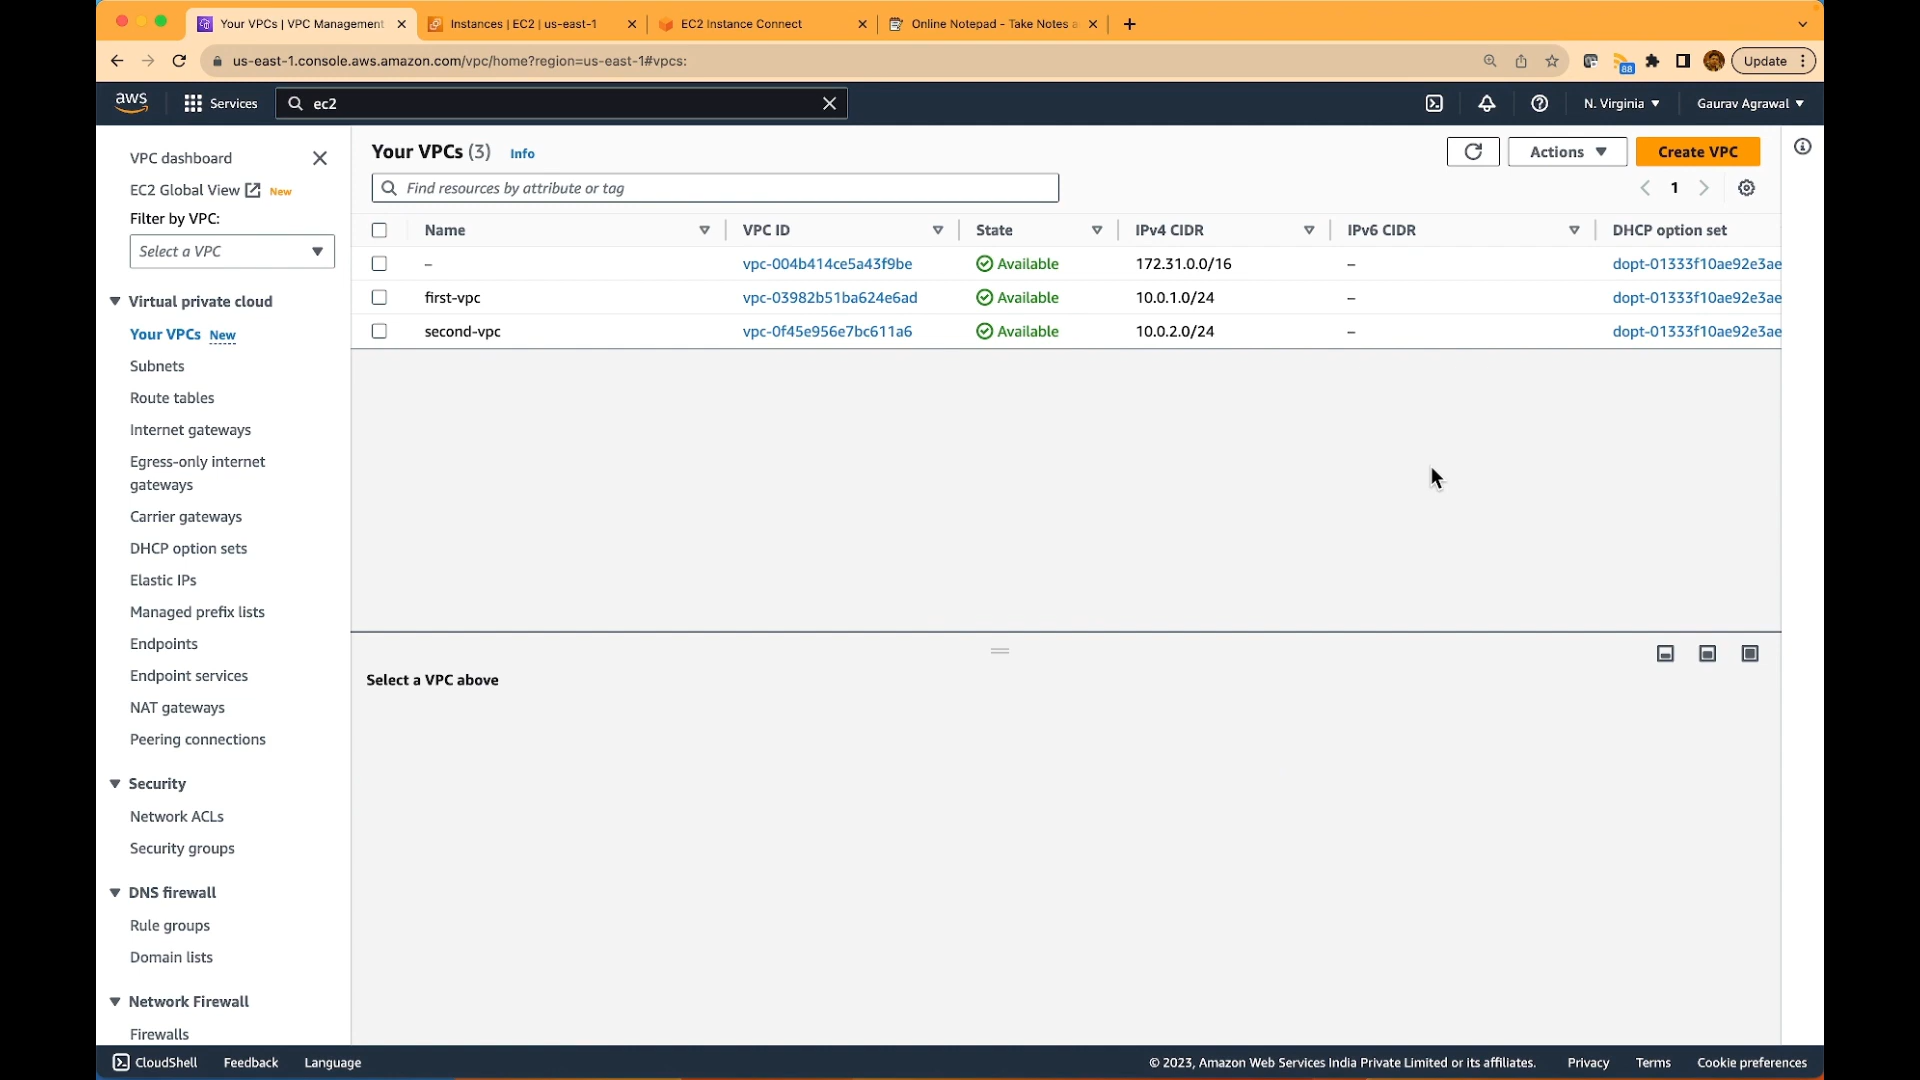 Your VPCs | VPC Management
Instances | EC2 | us-east-1
EC2 Instance Connect
Online Notepad - Take Notes a
us-east-1.console.aws.amazon.com/vpc/home?region=us-east-1#vpcs:
88
Update
aws
Services
ec2
N. Virginia
Gaurav Agrawal
VPC dashboard
EC2 Global View
New
Filter by VPC:
Select a VPC
Virtual private cloud
Your VPCs New
Subnets
Route tables
Internet gateways
Egress-only internet
gateways
Carrier gateways
DHCP option sets
Elastic IPs
Managed prefix lists
Endpoints
Endpoint services
NAT gateways
Peering connections
Security
Network ACLs
Security groups
DNS firewall
Rule groups
Domain lists
Network Firewall
Firewalls
Your VPCs (3) Info
Actions
Create VPC
Find resources by attribute or tag
1
Name VPC ID State IPv4 CIDR IPv6 CIDR DHCP option set
– vpc-004b414ce5a43f9be Available 172.31.0.0/16 – dopt-01333f10ae92e3ae
first-vpc vpc-03982b51ba624e6ad Available 10.0.1.0/24 – dopt-01333f10ae92e3ae
second-vpc vpc-0f45e956e7bc611a6 Available 10.0.2.0/24 – dopt-01333f10ae92e3ae
Select a VPC above
CloudShell Feedback Language
© 2023, Amazon Web Services India Private Limited or its affiliates. Privacy Terms Cookie preferences